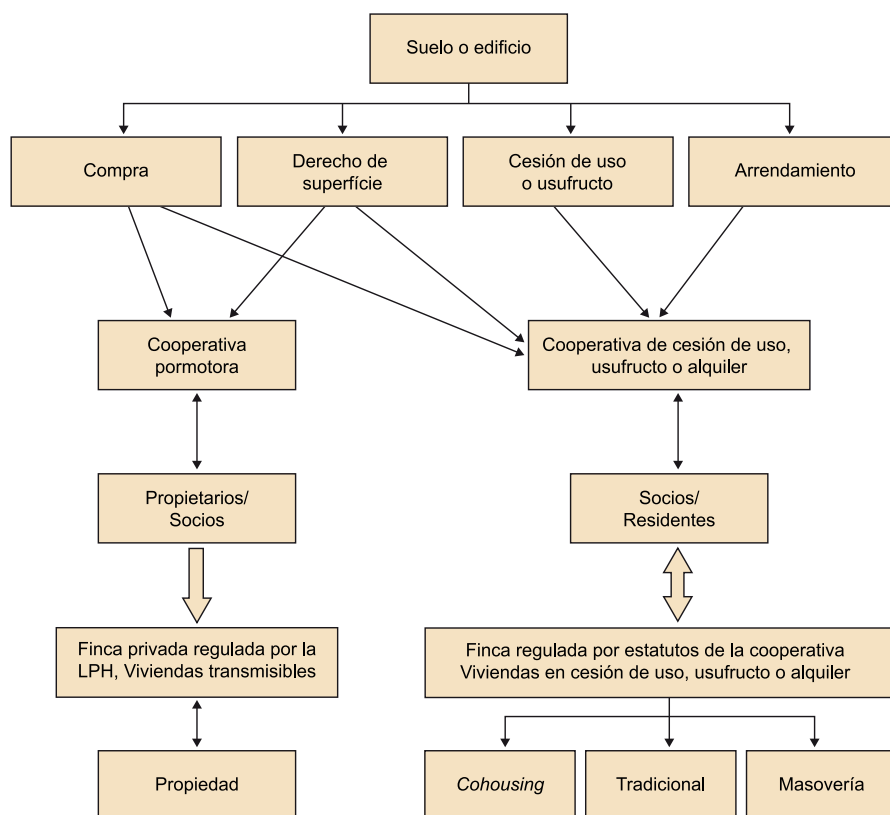 Suelo o edificio
Compra
Derecho de
superfície
Cesión de uso
o usufructo
Arrendamiento
Cooperativa
pormotora
Cooperativa de cesión de uso,
usufructo o alquiler
Propietarios/
Socios
Socios/
Residentes
Finca privada regulada por la
LPH, Viviendas transmisibles
Finca regulada por estatutos de la cooperativa
Viviendas en cesión de uso, usufructo o alquiler
Propiedad
Cohousing
Tradicional
Masovería